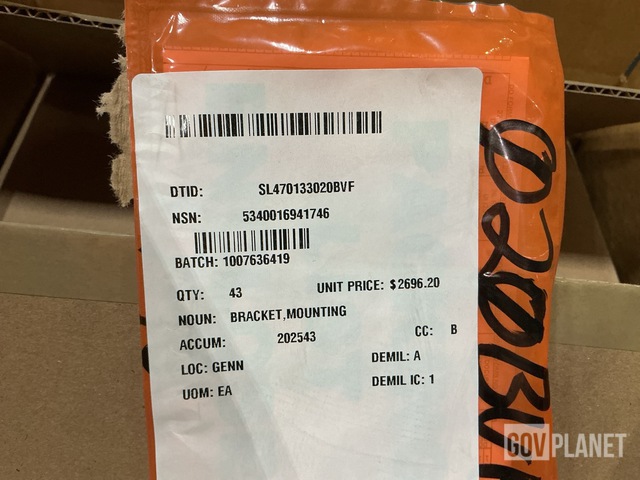 DTID: SL470133020BVF
NSN: 5340016941746
BATCH: 1007636419
QTY: 43 UNIT PRICE: $2696.20
NOUN: BRACKET,MOUNTING
ACCUM: 202543 CC: B
LOC: GENN DEMIL: A
UOM: EA DEMIL IC: 1
GOVPLANET